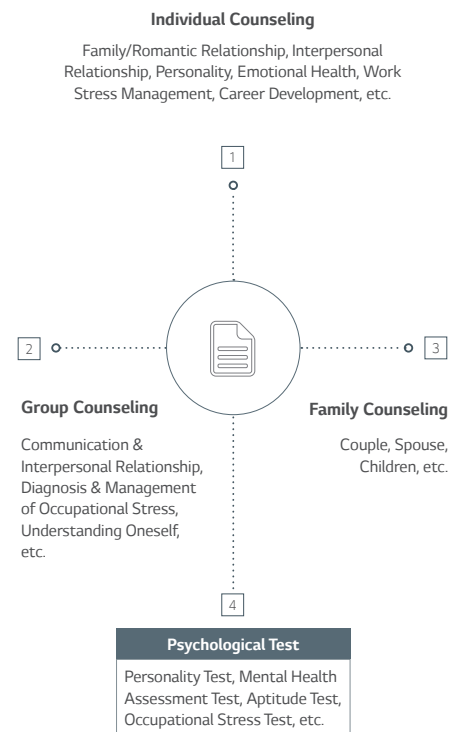 Individual Counseling
Family/Romantic Relationship, Interpersonal
Relationship, Personality, Emotional Health, Work
Stress Management, Career Development, etc.
1
2
3
Group Counseling
Communication &
Interpersonal Relationship,
Diagnosis & Management
of Occupational Stress,
Understanding Oneself,
etc.
Family Counseling
Couple, Spouse,
Children, etc.
4
Psychological Test
Personality Test, Mental Health
Assessment Test, Aptitude Test,
Occupational Stress Test, etc.